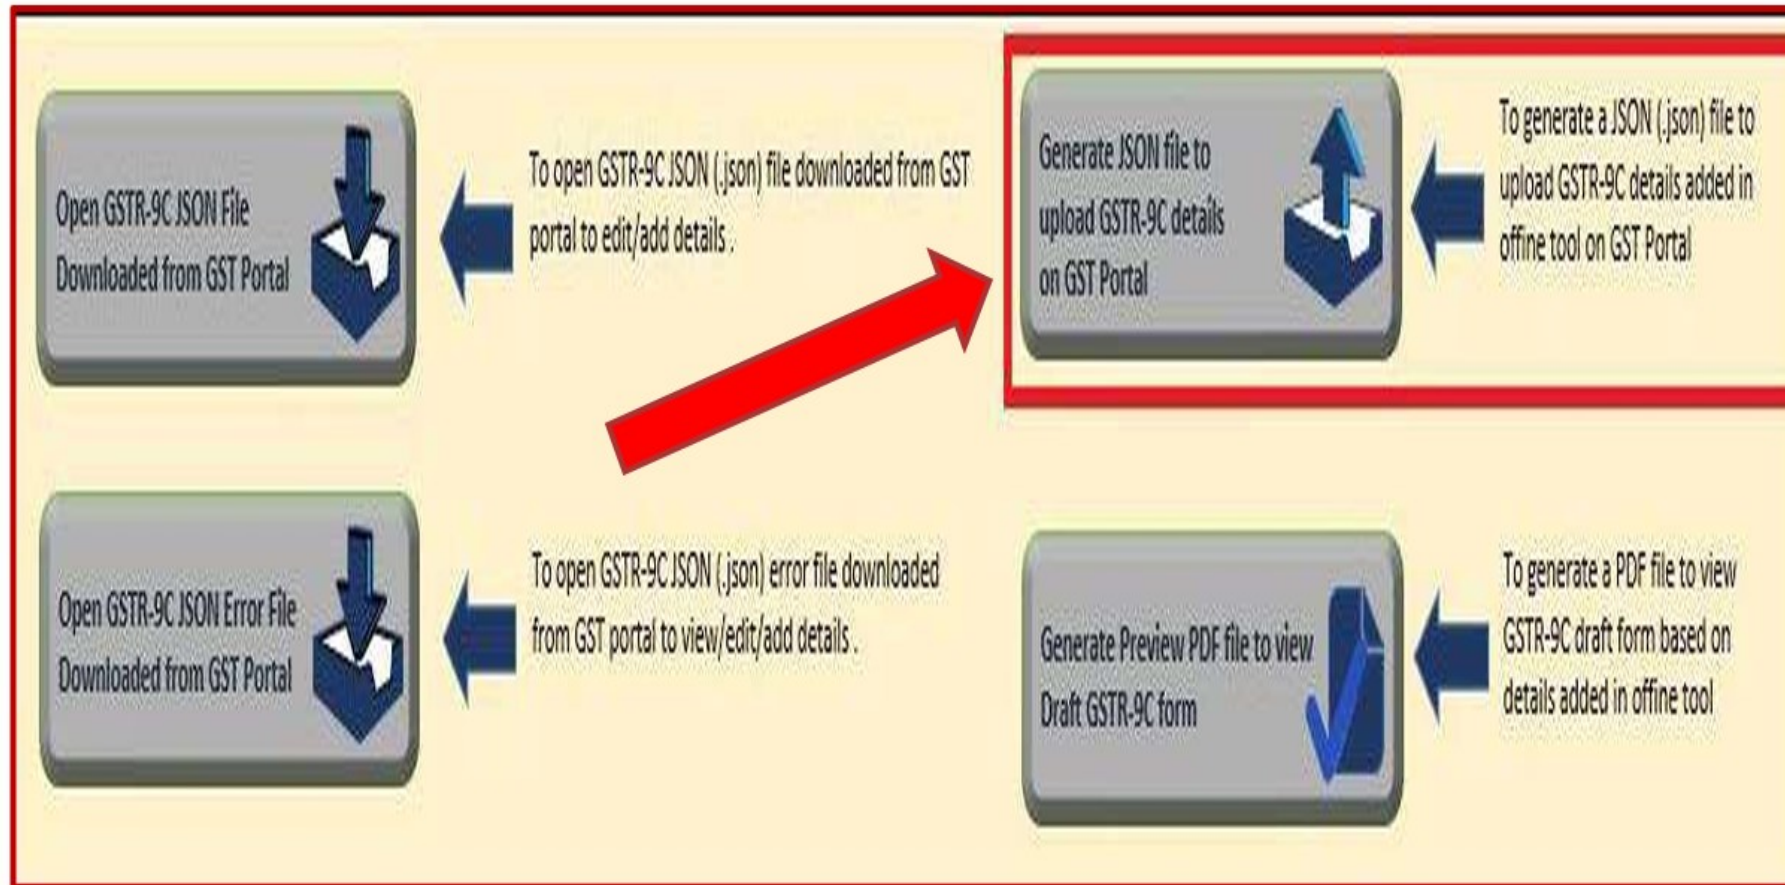 Open GSTR-9C JSON File
Downloaded from GST Portal
To open GSTR-9C JSON (.json) file downloaded from GST
portal to edit/add details .
Generate JSON file to
upload GSTR-9C details
on GST Portal
To generate a JSON (.json) file to
upload GSTR-9C details added in
offine tool on GST Portal
Open GSTR-9C JSON Error File
Downloaded from GST Portal
To open GSTR-9C JSON (.json) error file downloaded
from GST portal to view/edit/add details .
Generate Preview PDF file to view
Draft GSTR-9C form
To generate a PDF file to view
GSTR-9C draft form based on
details added in offine tool